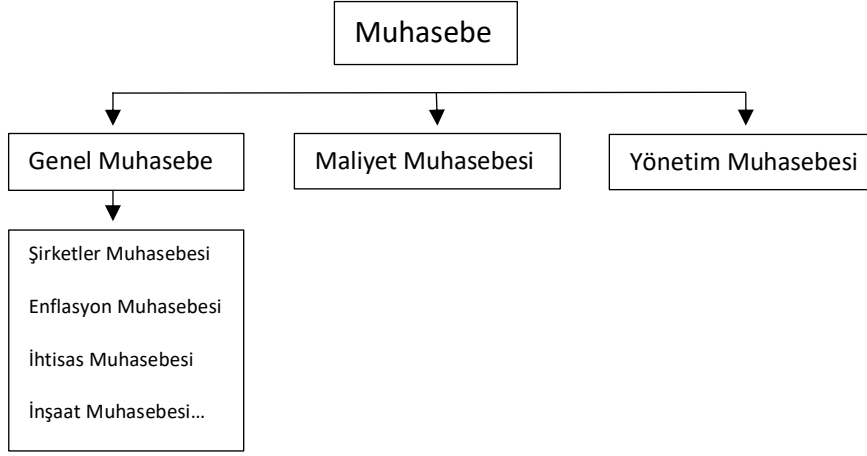 Muhasebe
Genel Muhasebe
Maliyet Muhasebesi
Yönetim Muhasebesi
Şirketler Muhasebesi
Enflasyon Muhasebesi
İhtisas Muhasebesi
İnşaat Muhasebesi…